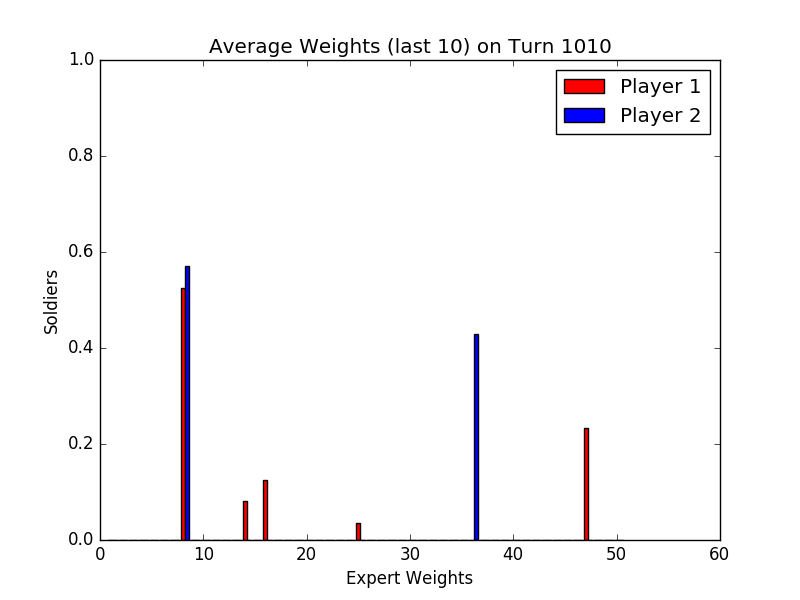 Average Weights (last 10) on Turn 1010
1.0
0.8
0.6
0.4
0.2
0.0
Soldiers
Player 1
Player 2
0 10 20 30 40 50 60
Expert Weights